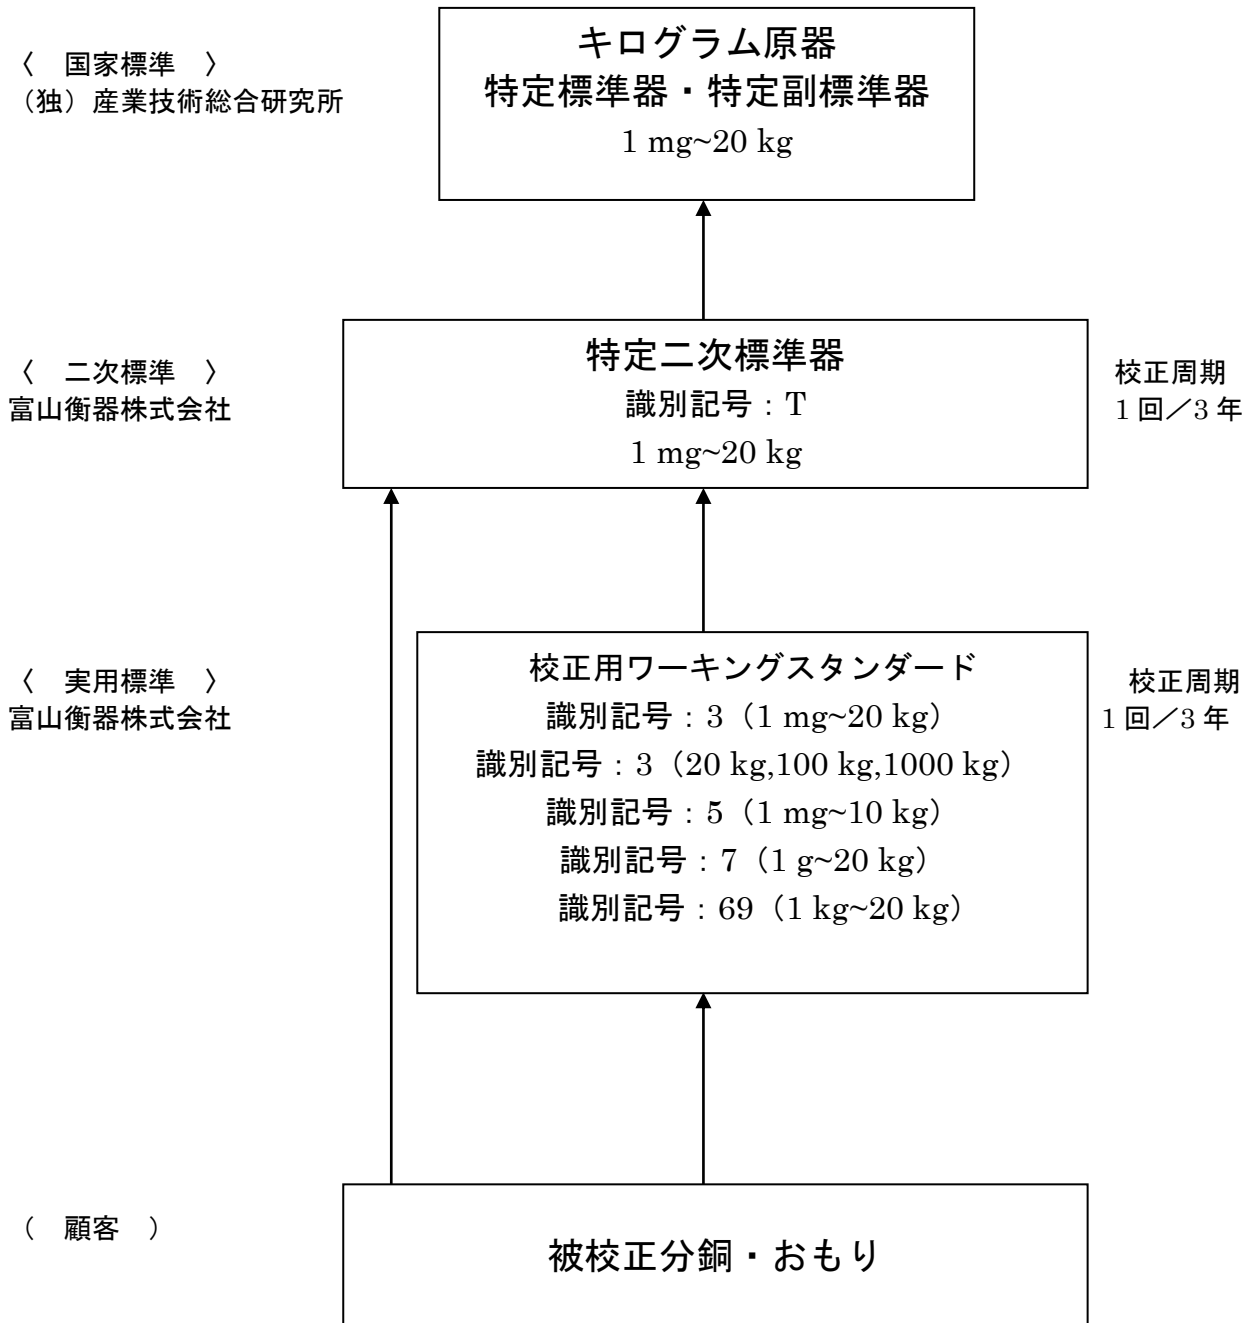 キログラム原器
特定標準器・特定副標準器
1 mg~20 kg
〈 国家標準 〉
（独）産業技術総合研究所
特定二次標準器
識別記号：T
1 mg~20 kg
〈 二次標準 〉
富山衡器株式会社
校正周期
1回／3年
校正用ワーキングスタンダード
識別記号：3（1 mg~20 kg）
識別記号：3（20 kg,100 kg,1000 kg）
識別記号：5（1 mg~10 kg）
識別記号：7（1 g~20 kg）
識別記号：69（1 kg~20 kg）
〈 実用標準 〉
富山衡器株式会社
校正周期
1回／3年
（ 顧客 ）
被校正分銅・おもり